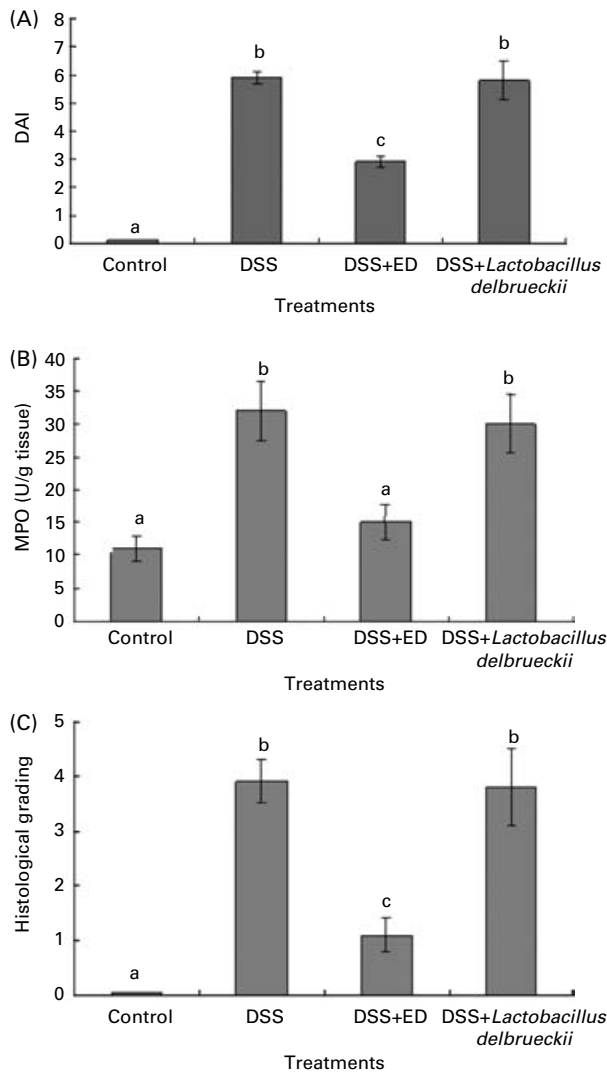 (A)
8
7
6
5
4
3
2
1
0
DAI
a
b
c
b
Control
DSS
DSS+ED
DSS+Lactobacillus
delbrueckii
Treatments
(B)
40
35
30
25
20
15
10
5
0
MPO (U/g tissue)
a
b
a
b
Control
DSS
DSS+ED
DSS+Lactobacillus
delbrueckii
Treatments
(C)
5
4
3
2
1
0
Histological grading
a
b
c
b
Control
DSS
DSS+ED
DSS+Lactobacillus
delbrueckii
Treatments